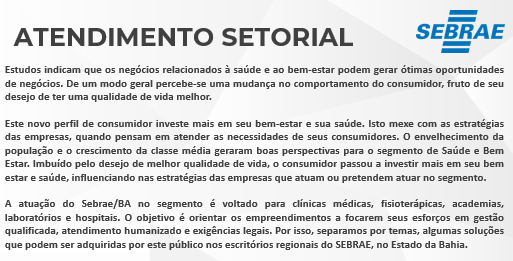 ATENDIMENTO SETORIAL
SEBRAE
Estudos indicam que os negócios relacionados à saúde e ao bem-estar podem gerar ótimas oportunidades
de negócios. De um modo geral percebe-se uma mudança no comportamento do consumidor, fruto de seu
desejo de ter uma qualidade de vida melhor.
Este novo perfil de consumidor investe mais em seu bem-estar e sua saúde. Isto mexe com as estratégias
das empresas, quando pensam em atender as necessidades de seus consumidores. O envelhecimento da
população e o crescimento da classe média geraram boas perspectivas para o segmento de Saúde e Bem
Estar. Imbuído pelo desejo de melhor qualidade de vida, o consumidor passou a investir mais em seu bem
estar e saúde, influenciando nas estratégias das empresas que atuam ou pretendem atuar no segmento.
A atuação do Sebrae/BA no segmento é voltado para clínicas médicas, fisioterápicas, academias,
laboratórios e hospitais. O objetivo é orientar os empreendimentos a focarem seus esforços em gestão
qualificada, atendimento humanizado e exigências legais. Por isso, separamos por temas, algumas soluções
que podem ser adquiridas por este público nos escritórios regionais do SEBRAE, no Estado da Bahia.